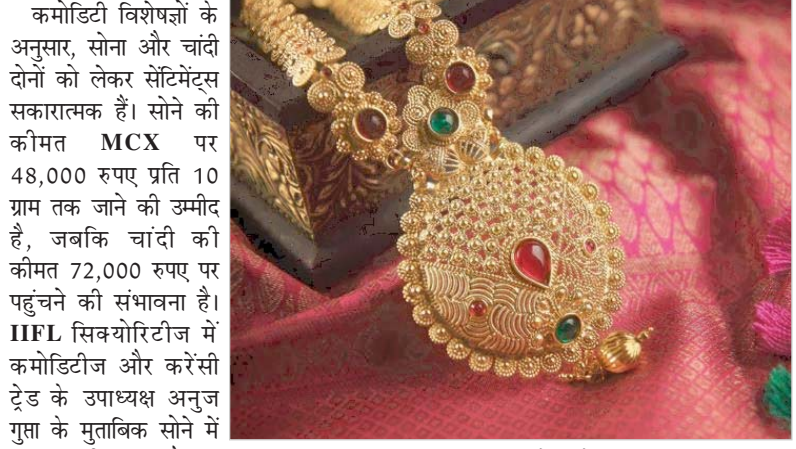 कमोडिटी विशेषज्ञों के
अनुसार, सोना और चांदी
दोनों को लेकर सेंटिमेंट्स
सकारात्मक हैं। सोने की
कीमत MCX पर
48,000 रुपए प्रति 10
ग्राम तक जाने की उम्मीद
है, जबकि चांदी की
कीमत 72,000 रुपए पर
पहुंचने की संभावना है।
IIFL सिक्योरिटीज में
कमोडिटीज और करेंसी
ट्रेड के उपाध्यक्ष अनुज
गुप्ता के मुताबिक सोने में